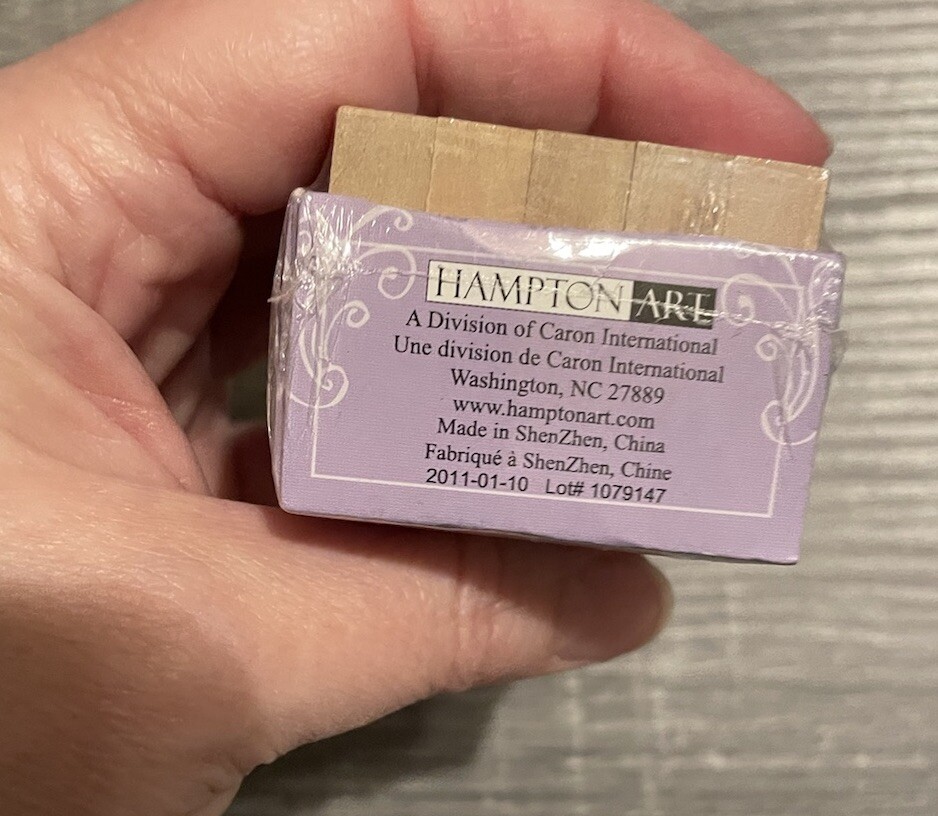 HAMPTON ART
A Division of Caron International
Une division de Caron International
Washington, NC 27889
www.hamptonart.com
Made in ShenZhen, China
Fabriqué à ShenZhen, Chine
2011-01-10 Lot# 1079147